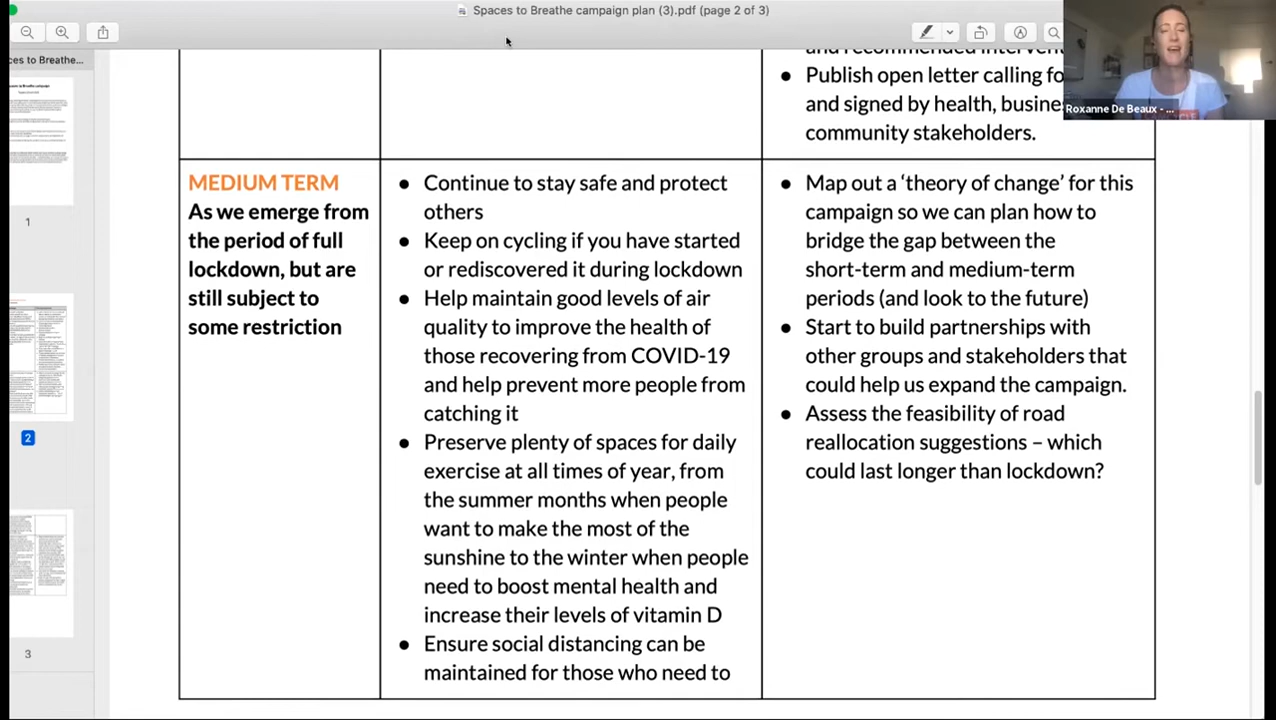 Spaces to Breathe campaign plan (3).pdf (page 2 of 3)
ces to Breathe...
1
2
3
Roxanne De Beaux - ...
and recommended
Publish open letter calling fo
and signed by health, busine
community stakeholders.
MEDIUM TERM
As we emerge from
the period of full
lockdown, but are
still subject to
some restriction
● Continue to stay safe and protect
others
● Keep on cycling if you have started
or rediscovered it during lockdown
● Help maintain good levels of air
quality to improve the health of
those recovering from COVID-19
and help prevent more people from
catching it
● Preserve plenty of spaces for daily
exercise at all times of year, from
the summer months when people
want to make the most of the
sunshine to the winter when people
need to boost mental health and
increase their levels of vitamin D
● Ensure social distancing can be
maintained for those who need to
● Map out a ‘theory of change’ for this
campaign so we can plan how to
bridge the gap between the
short-term and medium-term
periods (and look to the future)
● Start to build partnerships with
other groups and stakeholders that
could help us expand the campaign.
● Assess the feasibility of road
reallocation suggestions – which
could last longer than lockdown?